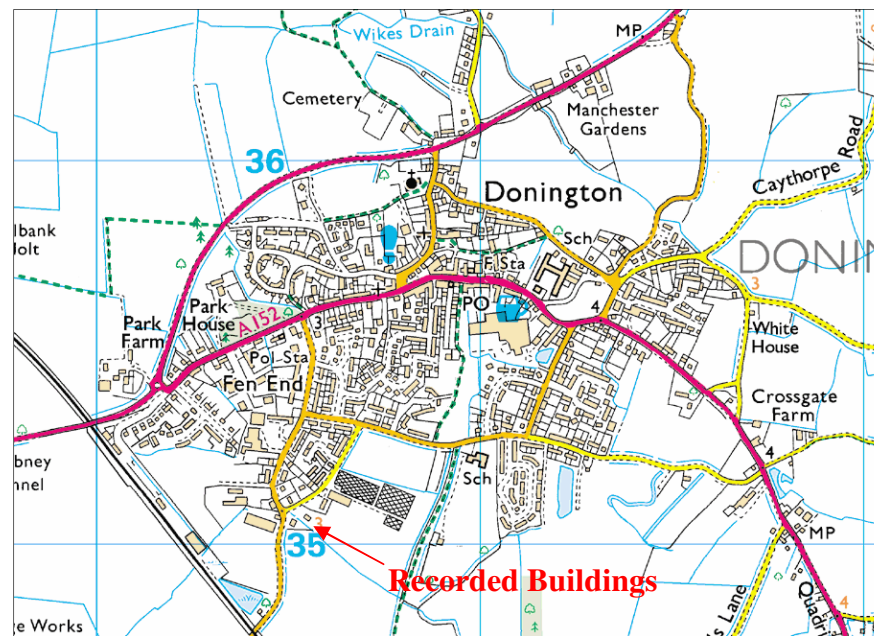 Wikes Drain
MP
Cemetery
Manchester
Gardens
36
Caythorpe Road
Donington
lbank
olt
Sch
DONIN
F Sta
PO
3
Park
House
A152
Park
Farm
3
4
White
House
Pol Sta
Fen End
Crossgate
Farm
bney
nnel
Sch
4
3
35
MP
Recorded Buildings
s Lane
Quadri
4
ge Works